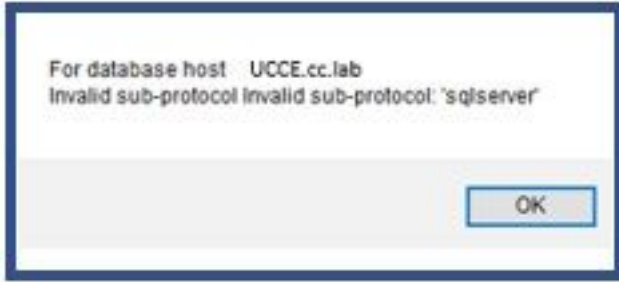 For database host UCCE.cc.lab
Invalid sub-protocol Invalid sub-protocol: 'sqlserver'
OK